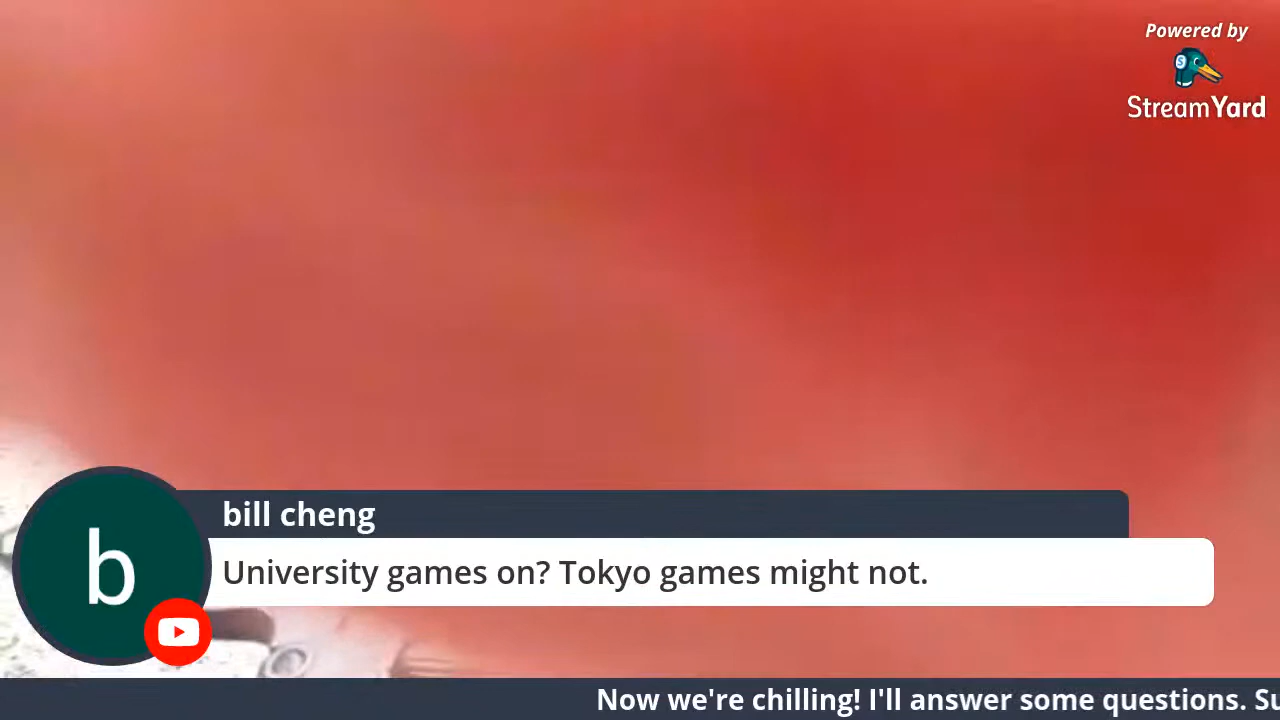 Powered by
StreamYard
bill cheng
University games on? Tokyo games might not.
Now we're chilling! I'll answer some questions. Su